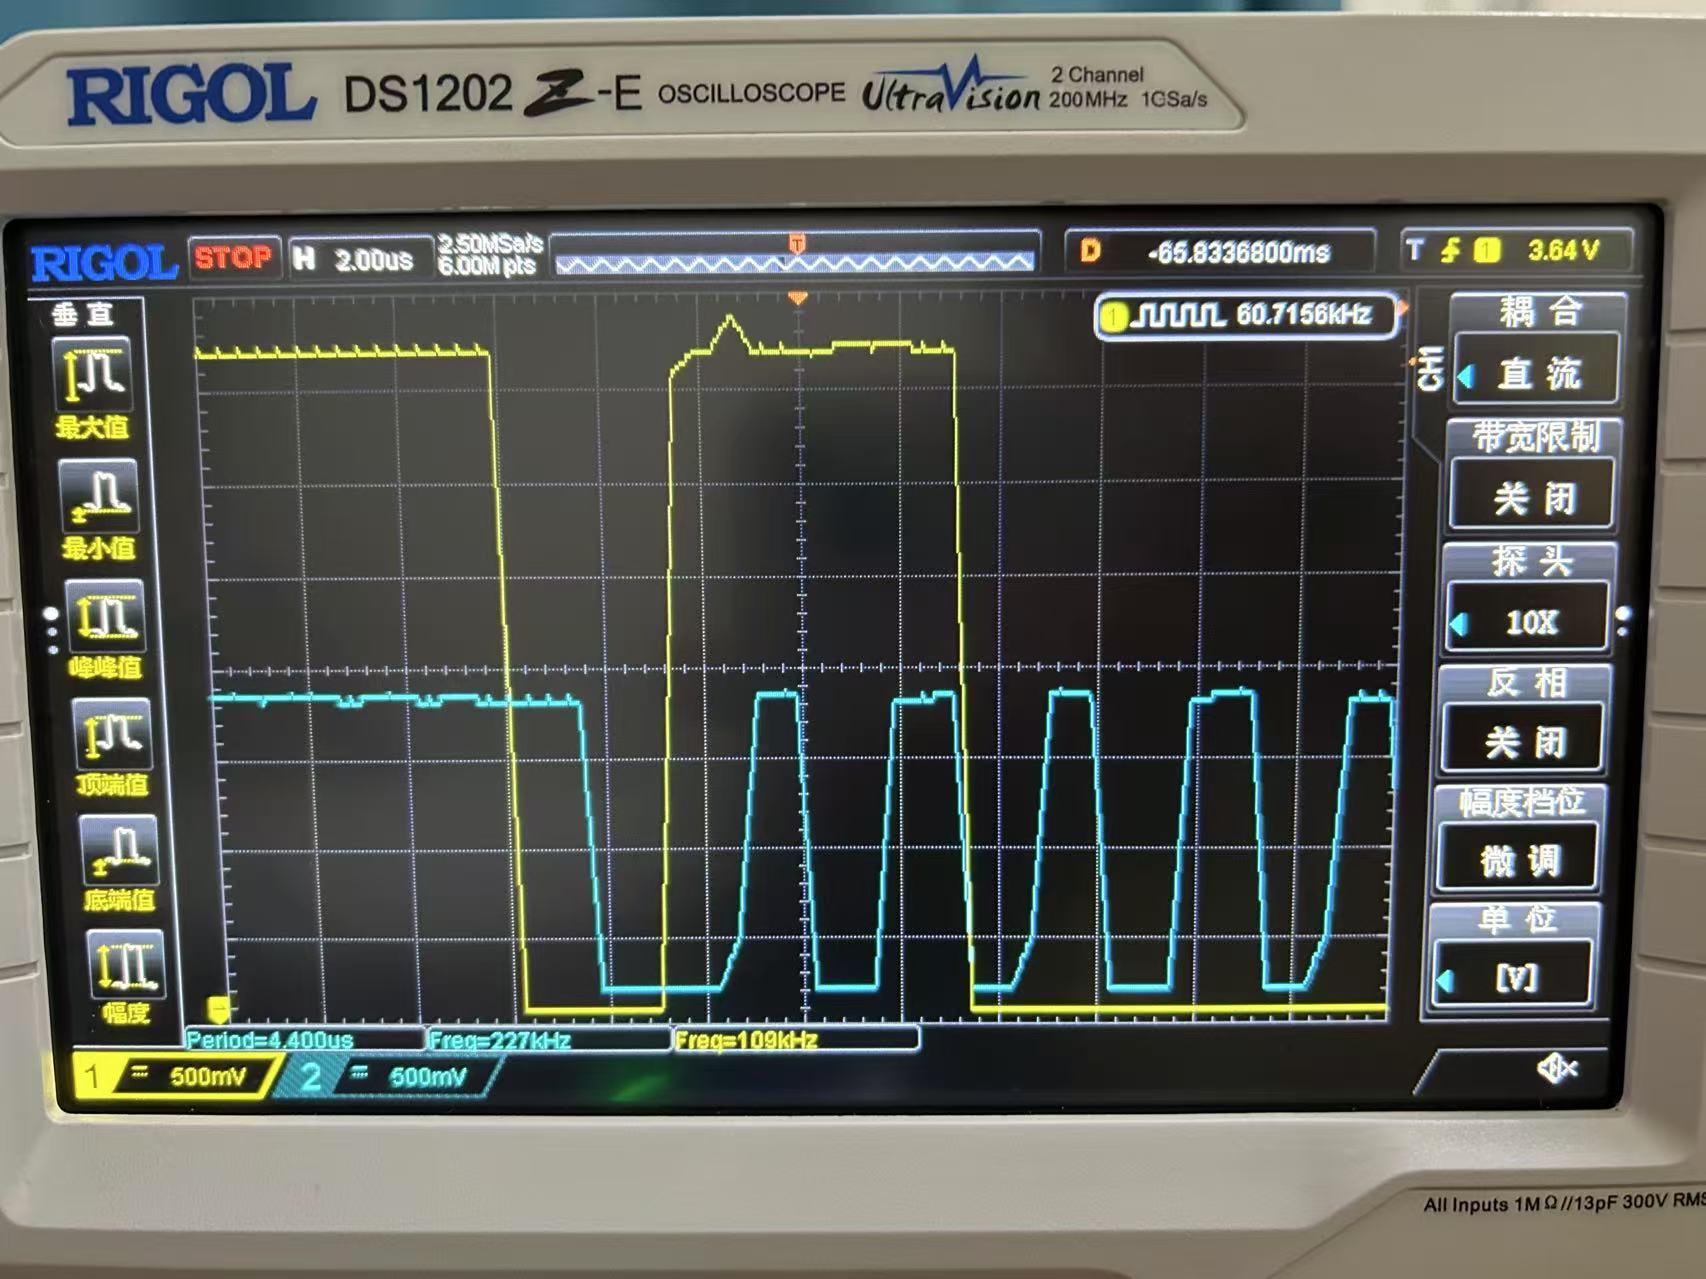 RIGOL DS1202 Z-E OSCILLOSCOPE UltraVision 2 Channel
200MHz 1GSa/s
RIGOL STOP H 2.00us 2.50MSa/s
6.00M pts
T
D -65.8336800ms
T 1 3.64V
垂直
最大值
最小值
峰峰值
顶端值
底端值
幅度
1 60.7156kHz
CH1
耦合
直流
带宽限制
关闭
探头
10X
反相
关闭
幅度档位
微调
单位
[V]
Period=4.400us Freq=227kHz Freq=109kHz
1 500mV 2 500mV
All Inputs 1MΩ//13pF 300V RMS